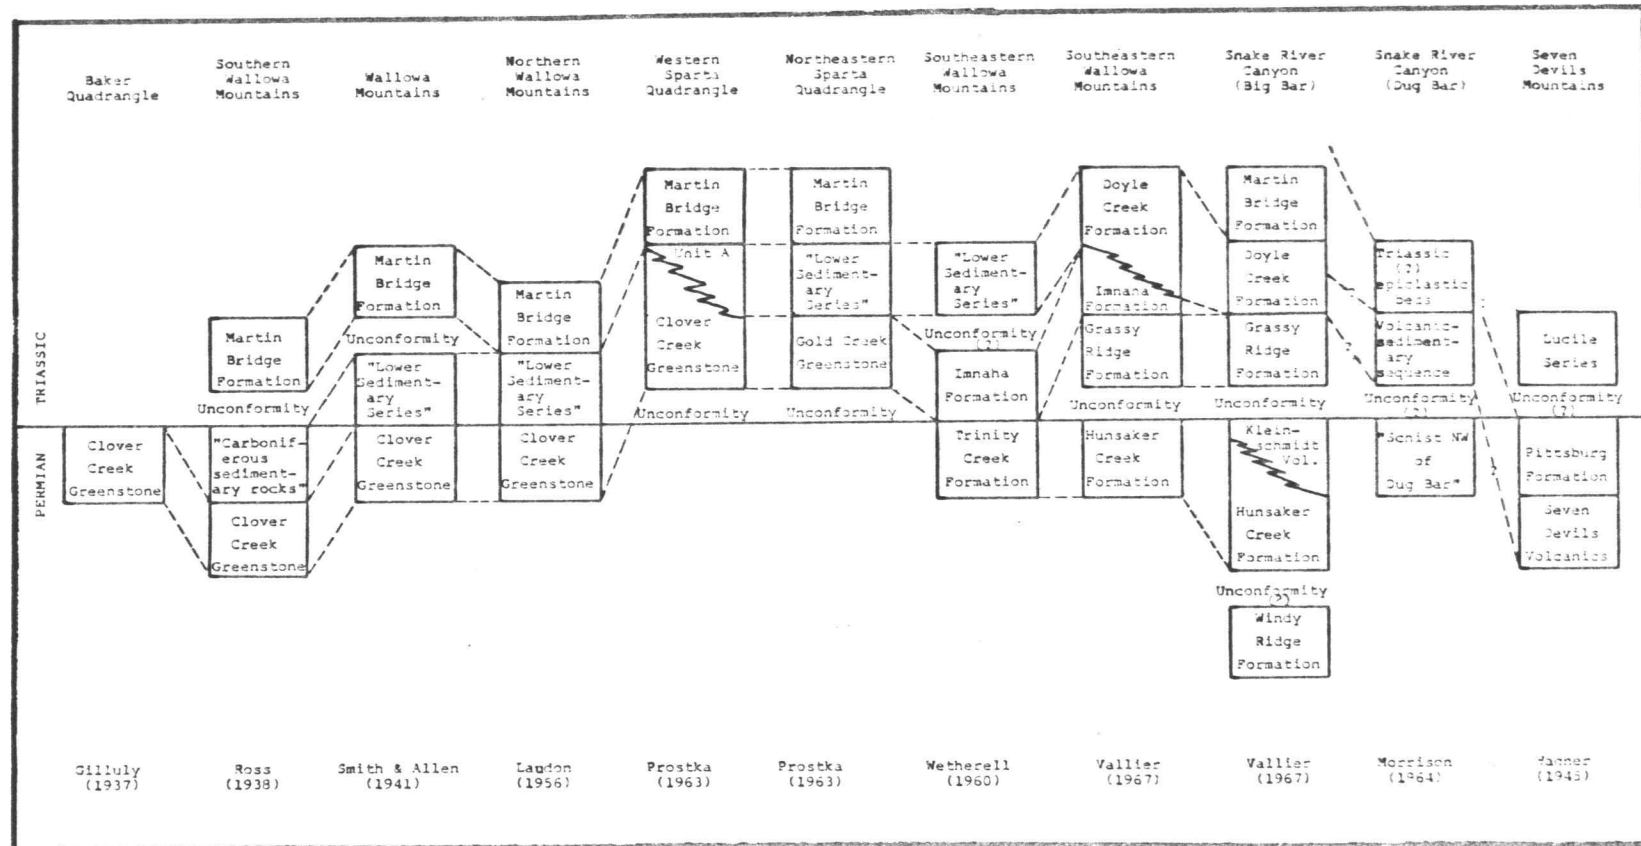 Baker
Quadrangle
Southern
Wallowa
Mountains
Wallowa
Mountains
Northern
Wallowa
Mountains
Western
Sparta
Quadrangle
Northeastern
Sparta
Quadrangle
Southeastern
Wallowa
Mountains
Southeastern
Wallowa
Mountains
Snake River
Canyon
(Big Bar)
Snake River
Canyon
(Dug Bar)
Seven
Devils
Mountains
TRIASSIC
PERMIAN
Clover
Creek
Greenstone
Martin
Bridge
Formation
Unconformity
"Carbonif-
erous
sediment-
ary rocks"
Clover
Creek
Greenstone
Martin
Bridge
Formation
Unconformity
"Lower
Sediment-
ary
Series"
Clover
Creek
Greenstone
Martin
Bridge
Formation
"Lower
Sediment-
ary
Series"
Clover
Creek
Greenstone
Martin
Bridge
Formation
Unit A
Clover
Creek
Greenstone
Unconformity
Martin
Bridge
Formation
"Lower
Sediment-
ary
Series"
Gold Creek
Greenstone
Unconformity
"Lower
Sediment-
ary
Series"
Unconformity
(?)
Imnaha
Formation
Trinity
Creek
Formation
Doyle
Creek
Formation
Imnaha
Formation
Grassy
Ridge
Formation
Unconformity
Hunsaker
Creek
Formation
Martin
Bridge
Formation
Doyle
Creek
Formation
Grassy
Ridge
Formation
Unconformity
Klein-
schmidt
Vol.
Hunsaker
Creek
Formation
Unconformity
(?)
Windy
Ridge
Formation
Triassic
(?)
epiclastic
beds
Volcanic-
sediment-
ary
sequence
Unconformity
(?)
"Schist NW
of
Dug Bar"
?
?
Lucile
Series
Unconformity
(?)
Pittsburg
Formation
Seven
Devils
Volcanics
Gilluly
(1937)
Ross
(1938)
Smith & Allen
(1941)
Laudon
(1956)
Prostka
(1963)
Prostka
(1963)
Wetherell
(1960)
Vallier
(1967)
Vallier
(1967)
Morrison
(1964)
Wagner
(1945)